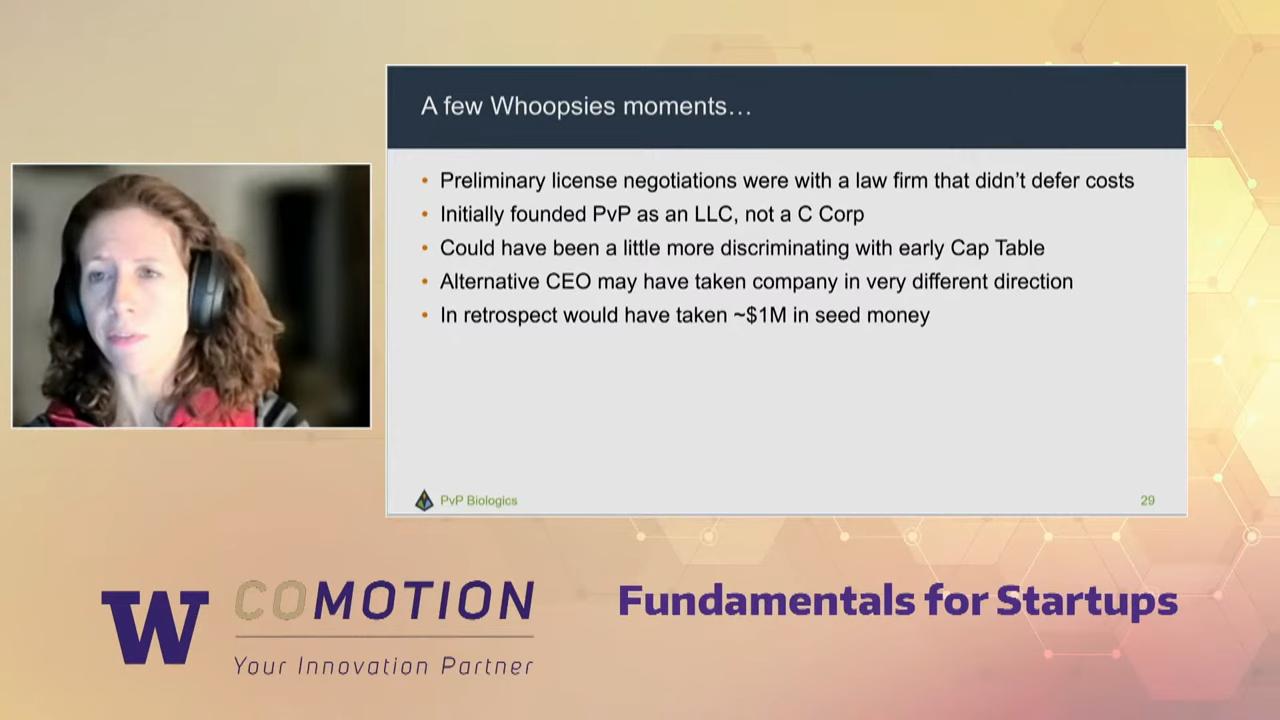 A few Whoopsies moments…
• Preliminary license negotiations were with a law firm that didn't defer costs
• Initially founded PvP as an LLC, not a C Corp
• Could have been a little more discriminating with early Cap Table
• Alternative CEO may have taken company in very different direction
• In retrospect would have taken ~$1M in seed money
PvP Biologics
29
W
COMOTION
Your Innovation Partner
Fundamentals for Startups